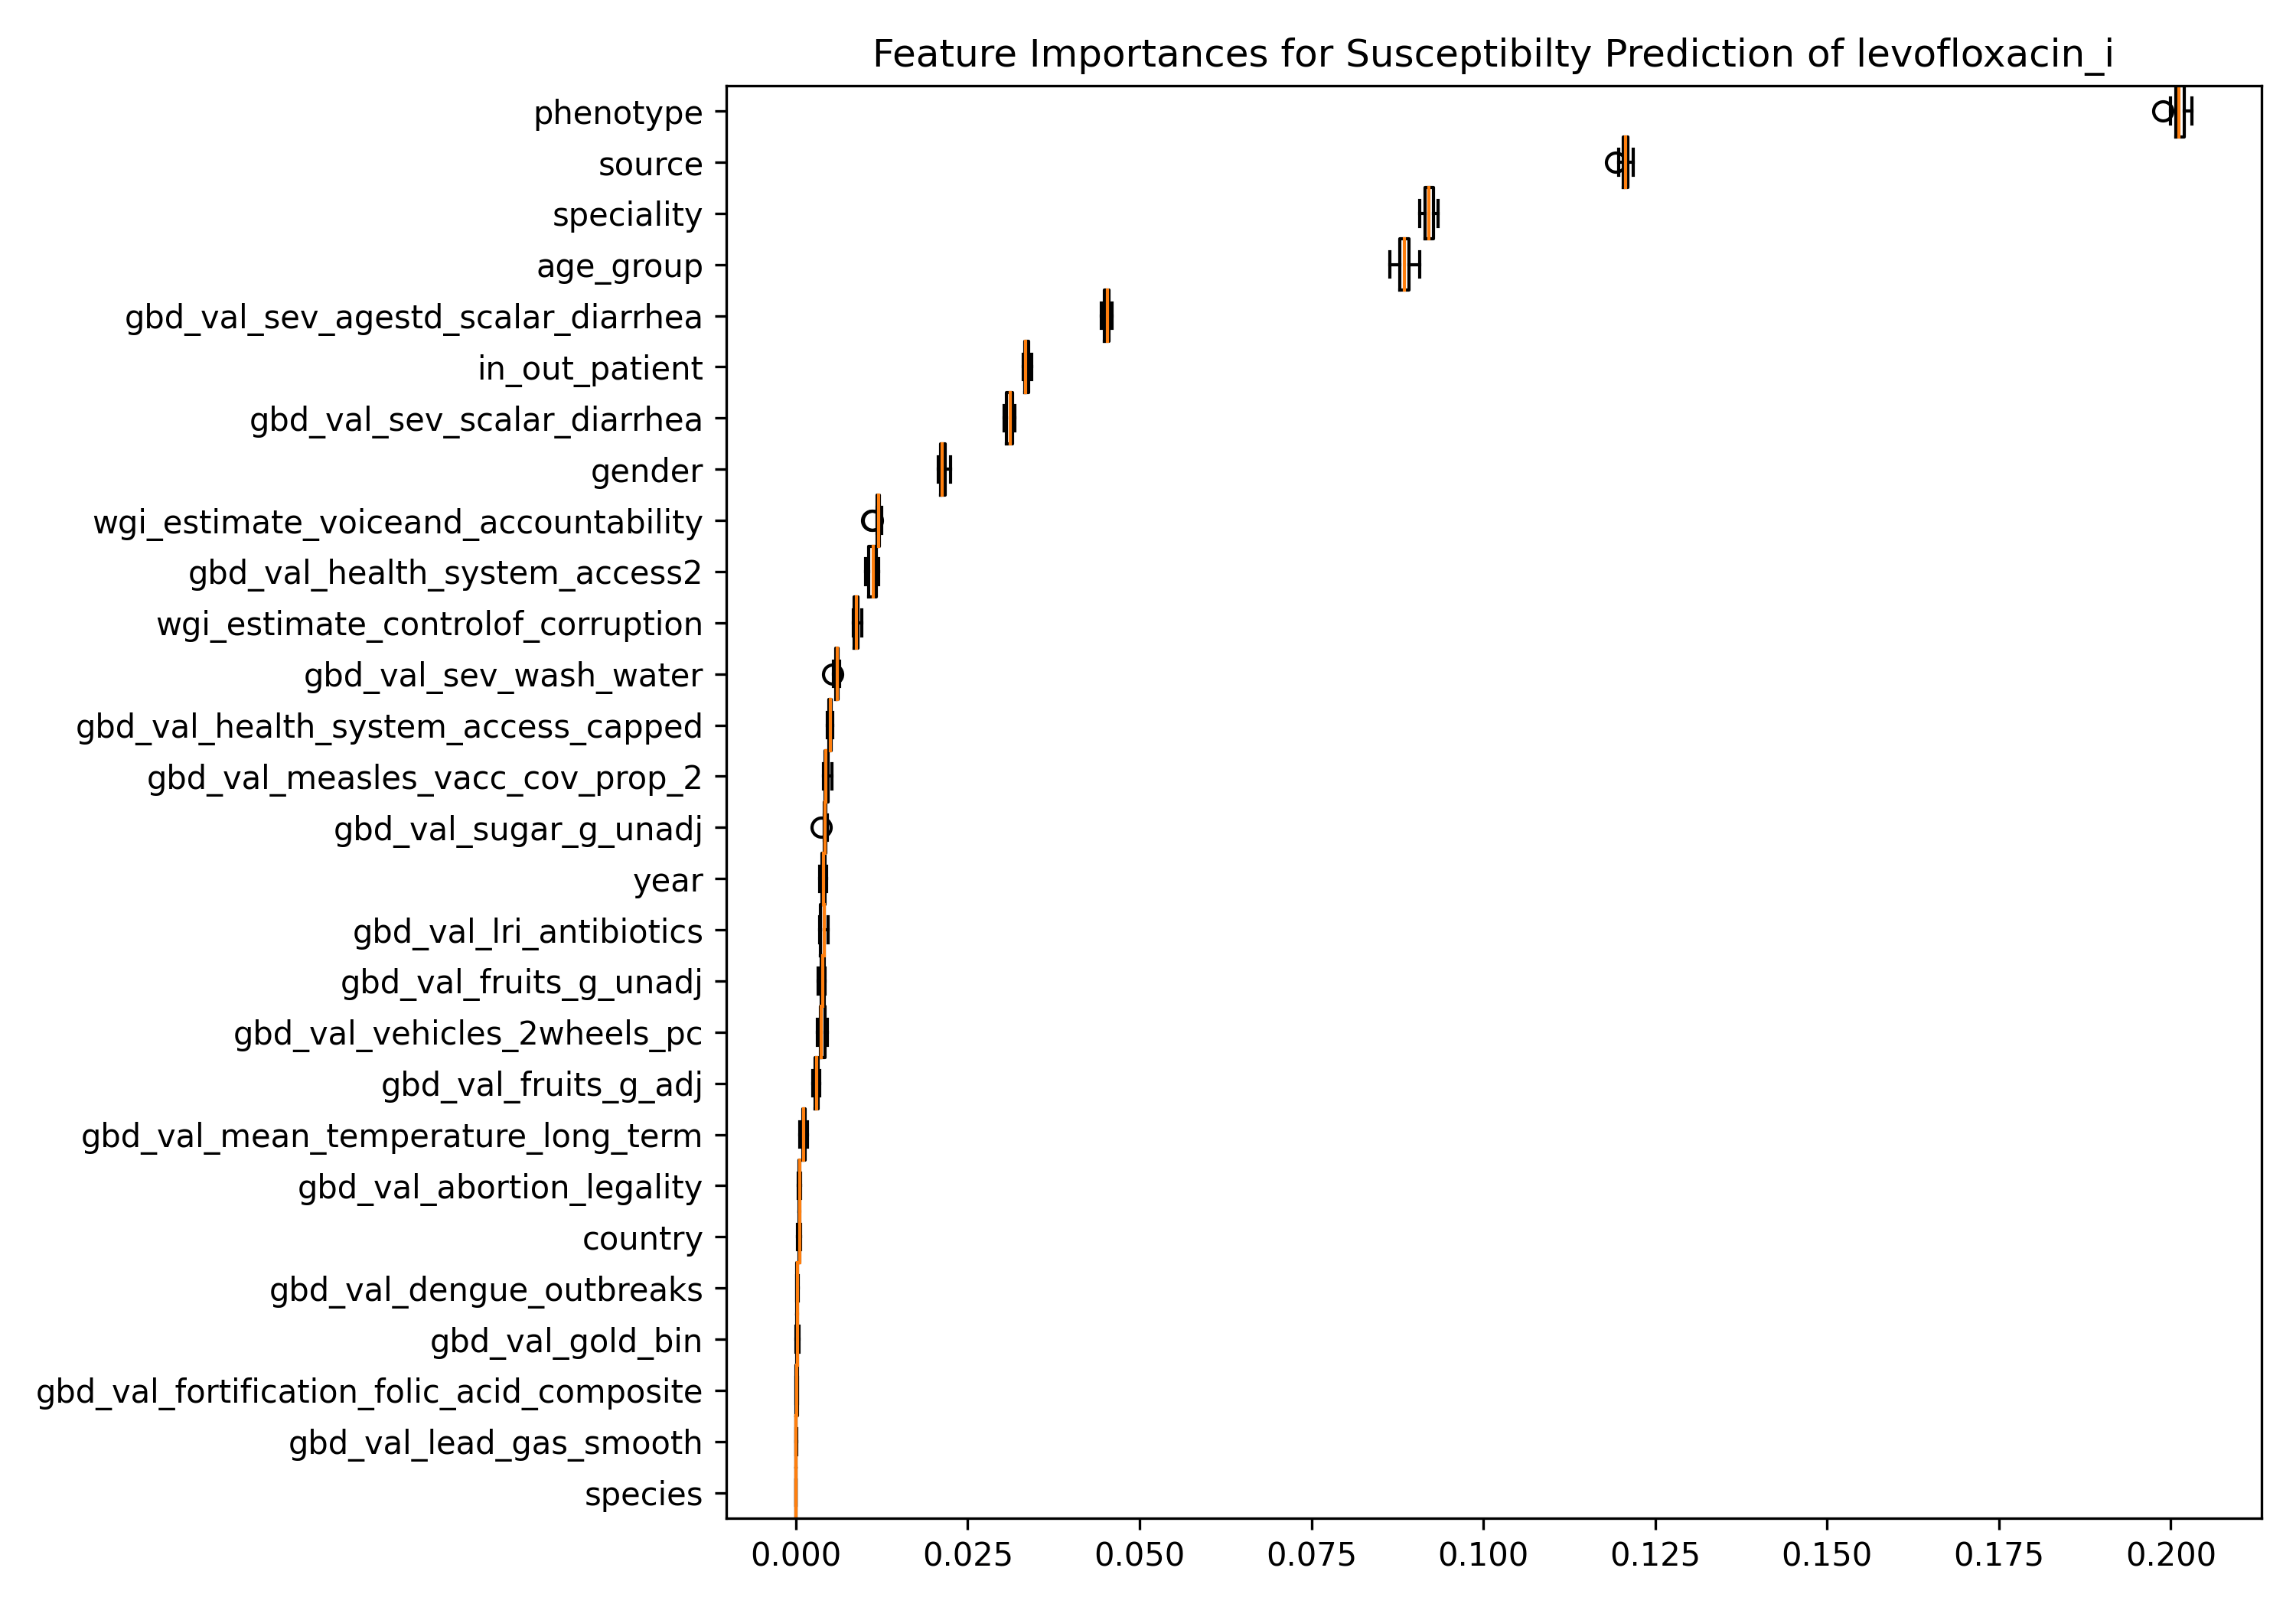 Feature Importances for Susceptibilty Prediction of levofloxacin_i
phenotype
source
speciality
age_group
gbd_val_sev_agestd_scalar_diarrhea
in_out_patient
gbd_val_sev_scalar_diarrhea
gender
wgi_estimate_voiceand_accountability
gbd_val_health_system_access2
wgi_estimate_controlof_corruption
gbd_val_sev_wash_water
gbd_val_health_system_access_capped
gbd_val_measles_vacc_cov_prop_2
gbd_val_sugar_g_unadj
year
gbd_val_lri_antibiotics
gbd_val_fruits_g_unadj
gbd_val_vehicles_2wheels_pc
gbd_val_fruits_g_adj
gbd_val_mean_temperature_long_term
gbd_val_abortion_legality
country
gbd_val_dengue_outbreaks
gbd_val_gold_bin
gbd_val_fortification_folic_acid_composite
gbd_val_lead_gas_smooth
species
0.000 0.025 0.050 0.075 0.100 0.125 0.150 0.175 0.200